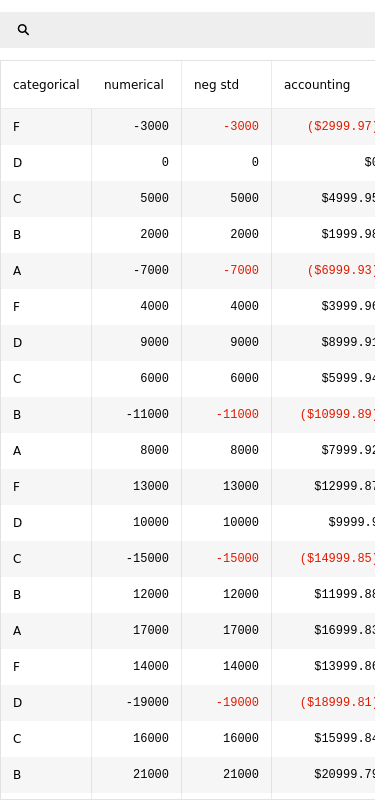 categorical numerical neg std accounting
F -3000 -3000 ($2999.97)
D 0 0 $0
C 5000 5000 $4999.95
B 2000 2000 $1999.98
A -7000 -7000 ($6999.93)
F 4000 4000 $3999.96
D 9000 9000 $8999.91
C 6000 6000 $5999.94
B -11000 -11000 ($10999.89)
A 8000 8000 $7999.92
F 13000 13000 $12999.87
D 10000 10000 $9999.9
C -15000 -15000 ($14999.85)
B 12000 12000 $11999.88
A 17000 17000 $16999.83
F 14000 14000 $13999.86
D -19000 -19000 ($18999.81)
C 16000 16000 $15999.84
B 21000 21000 $20999.79